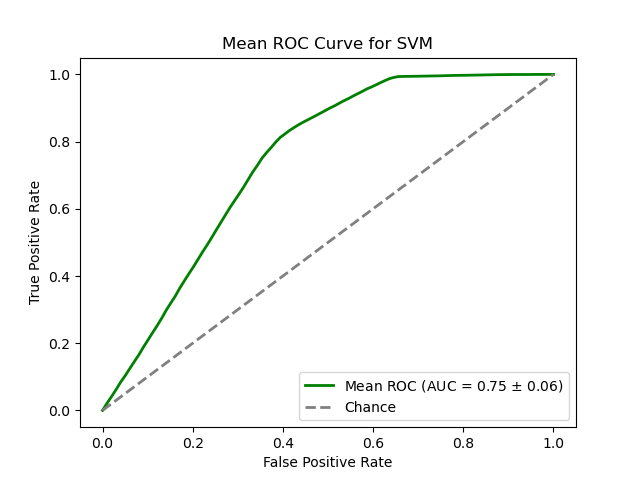 Mean ROC Curve for SVM
1.0
0.8
0.6
0.4
0.2
0.0
True Positive Rate
Mean ROC (AUC = 0.75 ± 0.06)
Chance
0.0 0.2 0.4 0.6 0.8 1.0
False Positive Rate